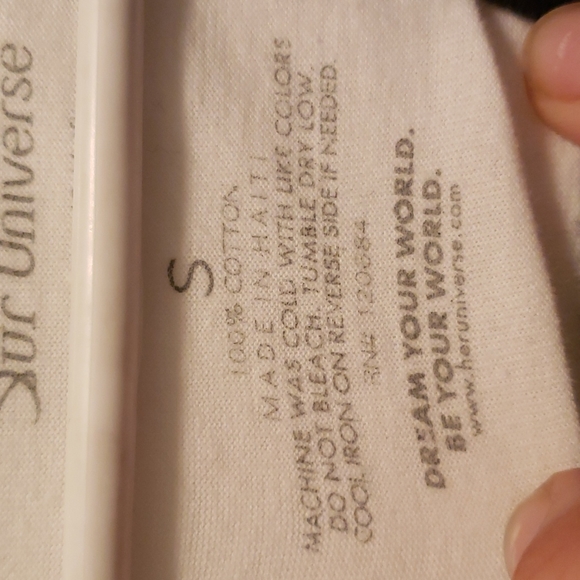 Her Universe
S
100% COTTON
MADE IN HAITI
MACHINE WAS COLD WITH LIKE COLORS
DO NOT BLEACH. TUMBLE DRY LOW.
COOL IRON ON REVERSE SIDE IF NEEDED.
RN# 120684
DREAM YOUR WORLD.
BE YOUR WORLD.
www.heruniverse.com